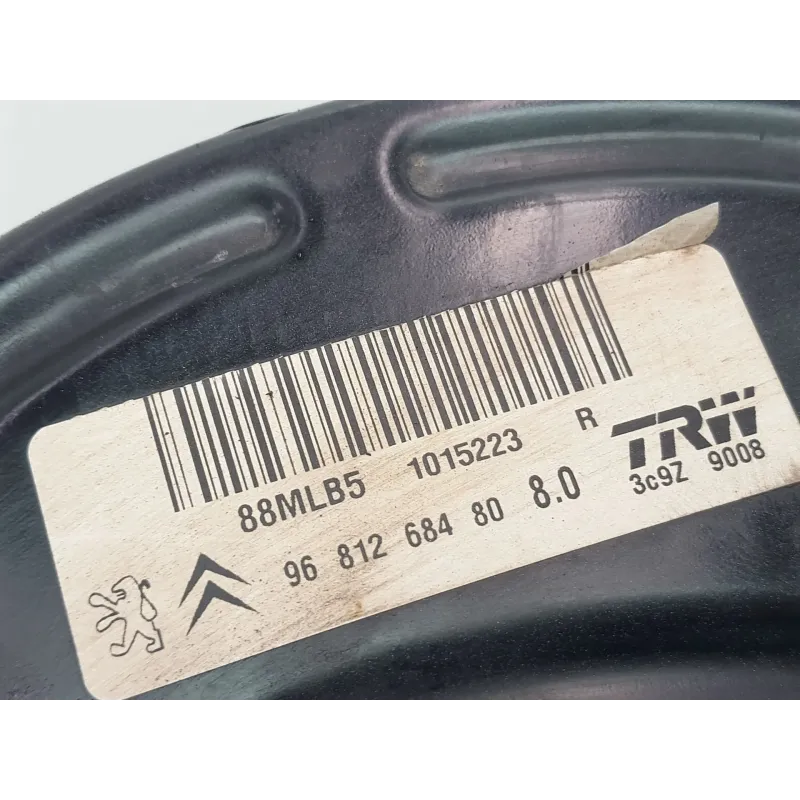 88MLB5 1015223 R TRW
96 812 684 80 8.0 3c9Z 9008